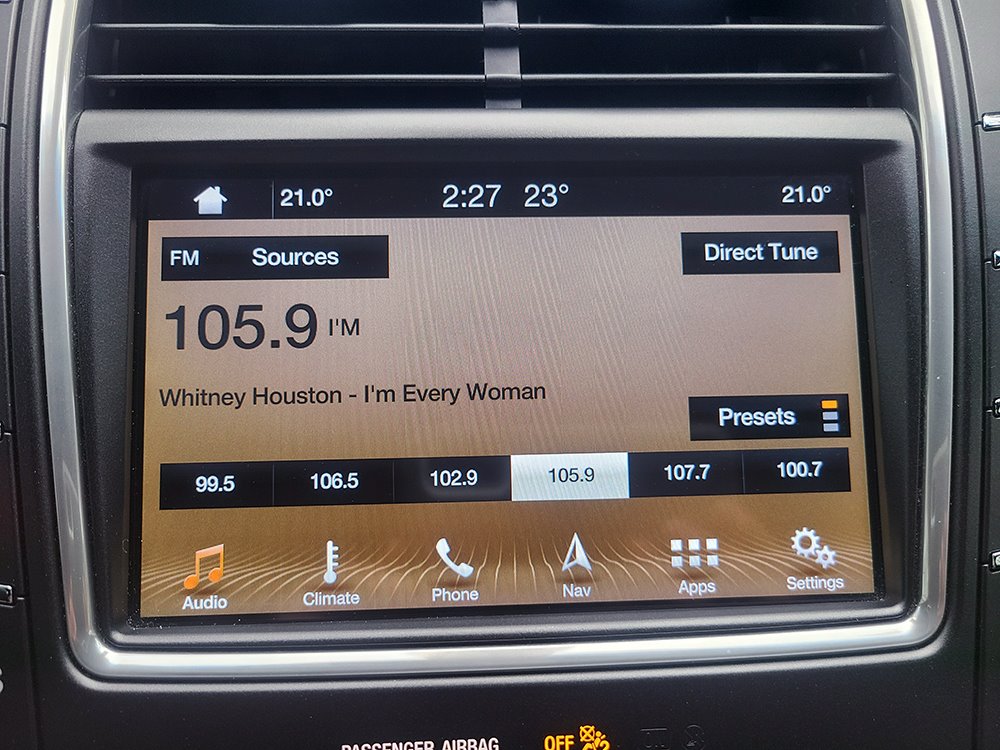 21.0° 2:27 23° 21.0°
FM Sources Direct Tune
105.9 I'M
Whitney Houston - I'm Every Woman
Presets
99.5 106.5 102.9 105.9 107.7 100.7
Audio Climate Phone Nav Apps Settings
PASSENGER AIRBAG OFF